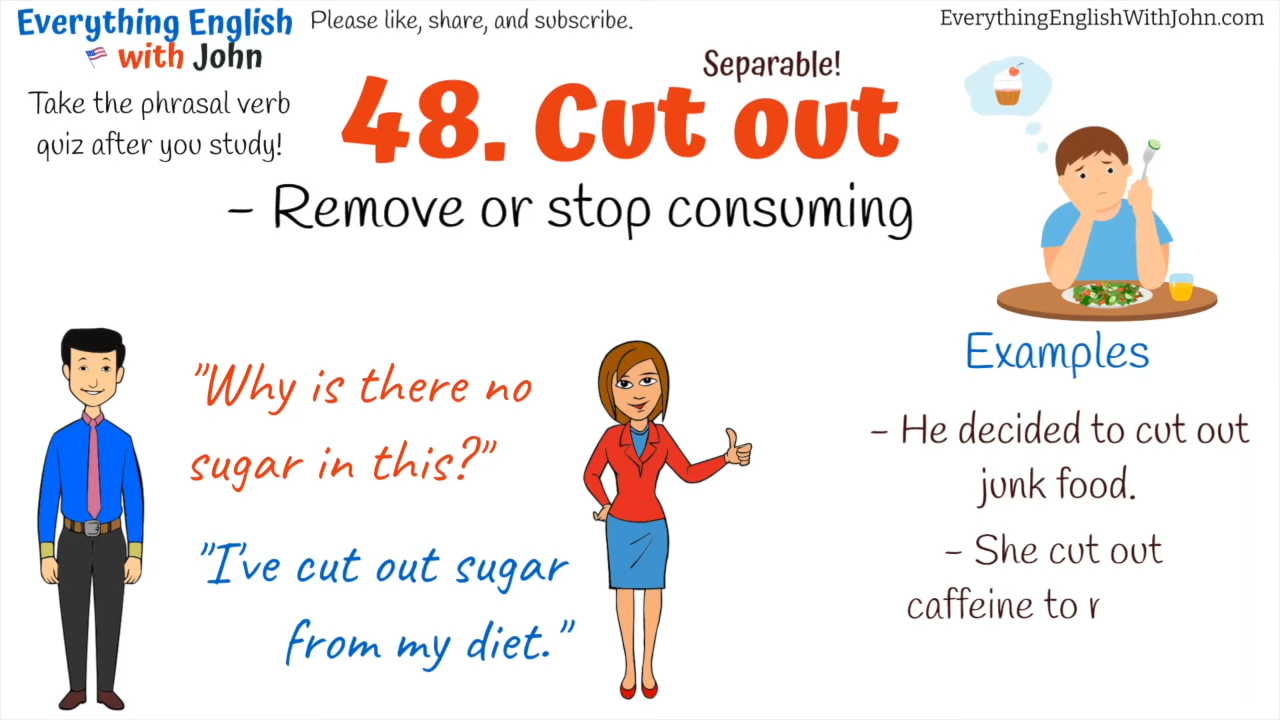 Everything English
with John
Please like, share, and subscribe.
EverythingEnglishWithJohn.com
Take the phrasal verb
quiz after you study!
Separable!
48. Cut out
- Remove or stop consuming
"Why is there no
sugar in this?"
"I've cut out sugar
from my diet."
Examples
- He decided to cut out
junk food.
- She cut out
caffeine to r